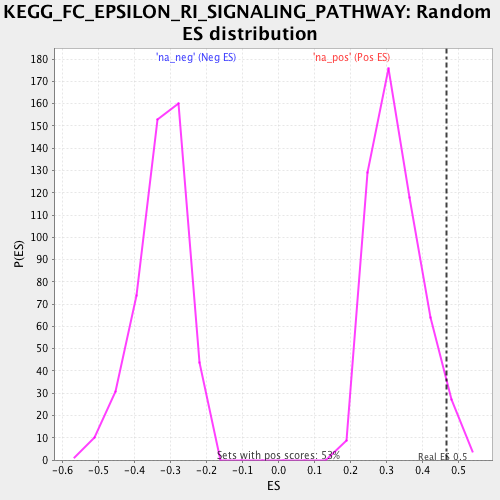 KEGG_FC_EPSILON_RI_SIGNALING_PATHWAY: Random
ES distribution
'na_neg' (Neg ES)
'na_pos' (Pos ES)
180
170
160
150
140
130
120
110
100
90
80
70
60
50
40
30
20
10
0
P(ES)
Sets with pos scores: 53%
Real ES 0.5
-0.6 -0.5 -0.4 -0.3 -0.2 -0.1 0.0 0.1 0.2 0.3 0.4 0.5
ES